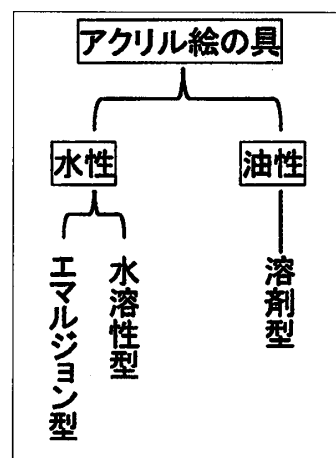 アクリル絵の具
水性
油性
エマルジョン型
水溶性型
溶剤型